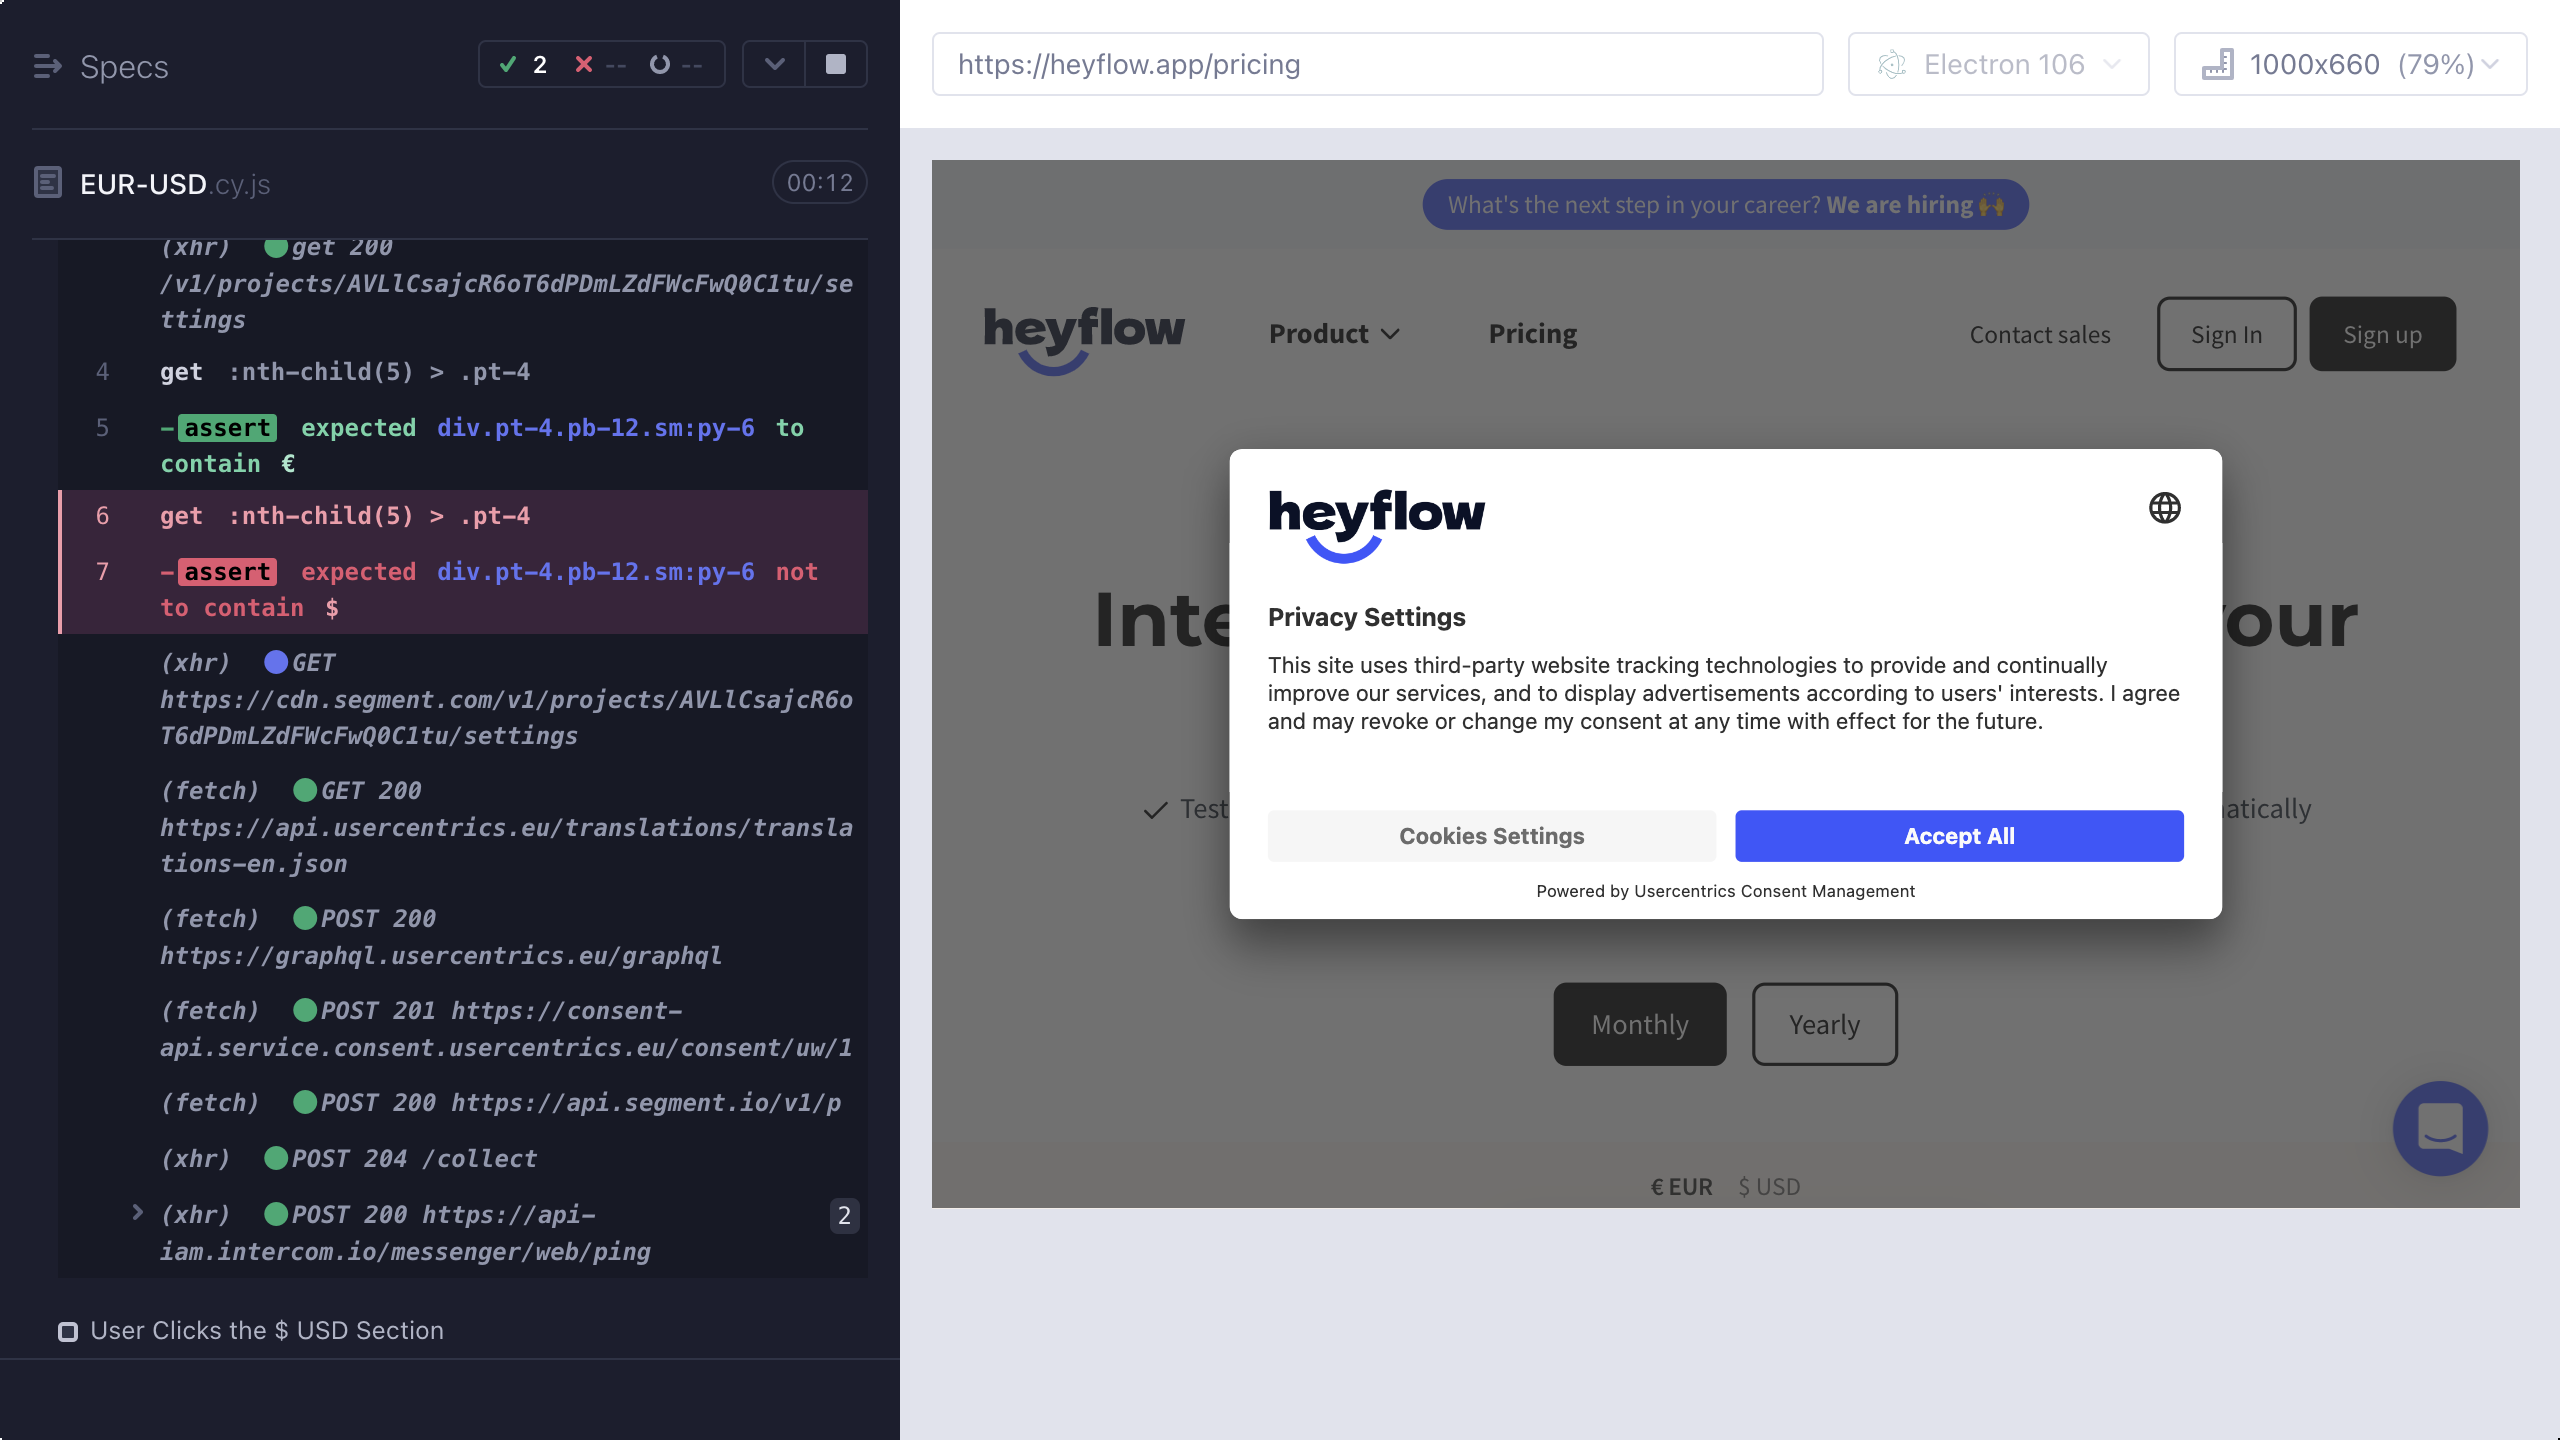 Specs
2
--
--
EUR-USD.cy.js
00:12
(xhr) get 200
/v1/projects/AVLlCsajcR6oT6dPDmLZdFWcFwQ0C1tu/se
ttings
4 get :nth-child(5) > .pt-4
5 -assert expected div.pt-4.pb-12.sm:py-6 to
contain €
6 get :nth-child(5) > .pt-4
7 -assert expected div.pt-4.pb-12.sm:py-6 not
to contain $
(xhr) GET
https://cdn.segment.com/v1/projects/AVLlCsajcR6o
T6dPDmLZdFWcFwQ0C1tu/settings
(fetch) GET 200
https://api.usercentrics.eu/translations/transla
tions-en.json
(fetch) POST 200
https://graphql.usercentrics.eu/graphql
(fetch) POST 201 https://consent-
api.service.consent.usercentrics.eu/consent/uw/1
(fetch) POST 200 https://api.segment.io/v1/p
(xhr) POST 204 /collect
(xhr) POST 200 https://api-
iam.intercom.io/messenger/web/ping
2
User Clicks the $ USD Section
https://heyflow.app/pricing
Electron 106
1000x660 (79%)
What's the next step in your career? We are hiring 🙌
heyflow
Product
Pricing
Contact sales
Sign In
Sign up
Inte
your
Test
atically
heyflow
Privacy Settings
This site uses third-party website tracking technologies to provide and continually
improve our services, and to display advertisements according to users' interests. I agree
and may revoke or change my consent at any time with effect for the future.
Cookies Settings
Accept All
Powered by Usercentrics Consent Management
Monthly
Yearly
€ EUR
$ USD